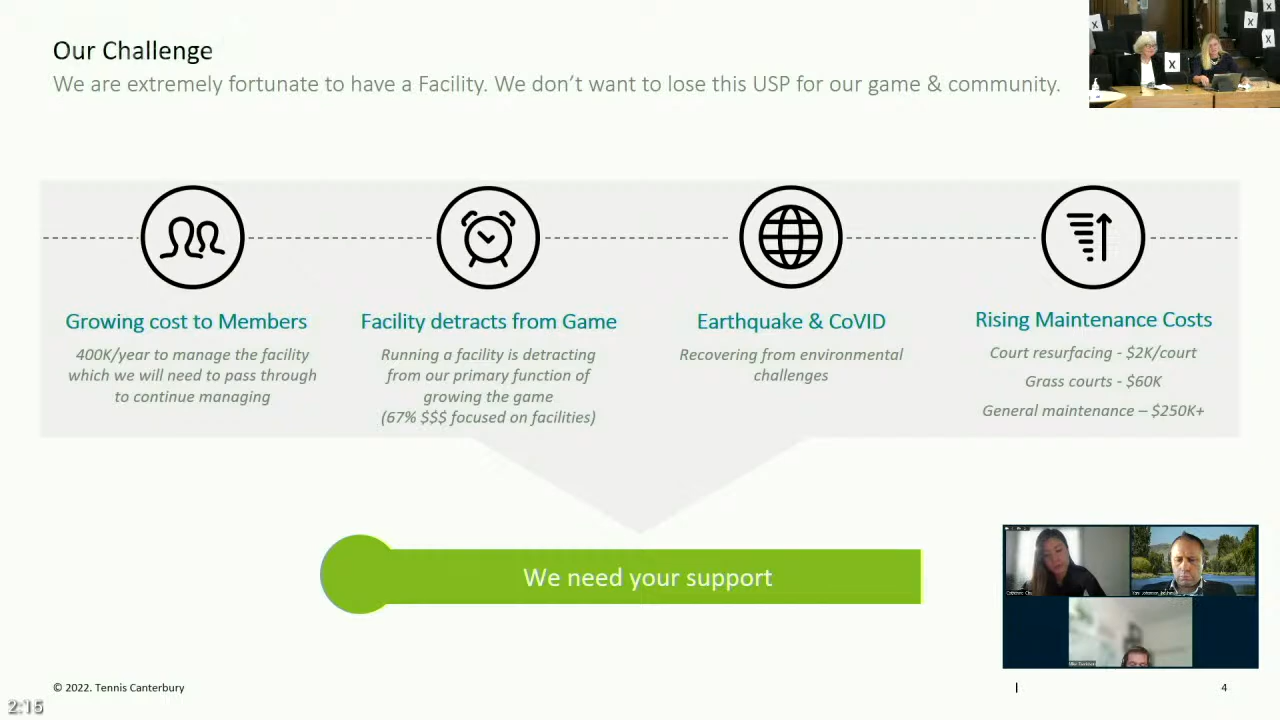 Our Challenge
We are extremely fortunate to have a Facility. We don't want to lose this USP for our game & community.
X
X
X
X
X
Growing cost to Members
400K/year to manage the facility
which we will need to pass through
to continue managing
Facility detracts from Game
Running a facility is detracting
from our primary function of
growing the game
(67% $$$ focused on facilities)
Earthquake & CoVID
Recovering from environmental
challenges
Rising Maintenance Costs
Court resurfacing - $2K/court
Grass courts - $60K
General maintenance – $250K+
We need your support
© 2022. Tennis Canterbury
|
4
2:15